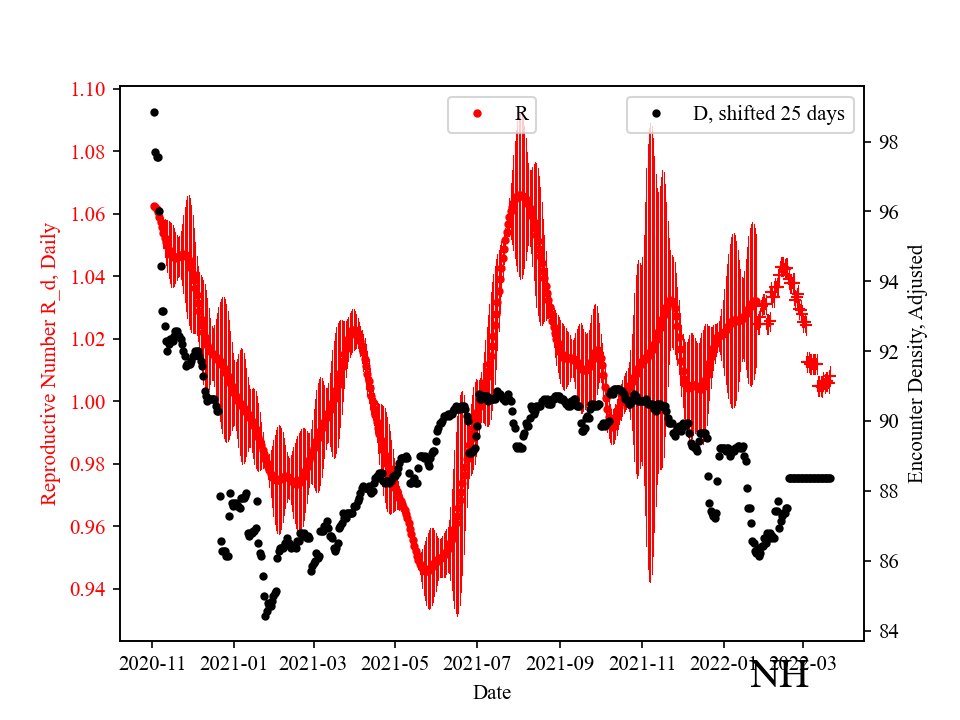 R
D, shifted 25 days
1.10
1.08
1.06
1.04
1.02
1.00
0.98
0.96
0.94
Reproductive Number R_d, Daily
98
96
94
92
90
88
86
84
Encounter Density, Adjusted
2020-11 2021-01 2021-03 2021-05 2021-07 2021-09 2021-11 2022-01 2022-03
NH
Date